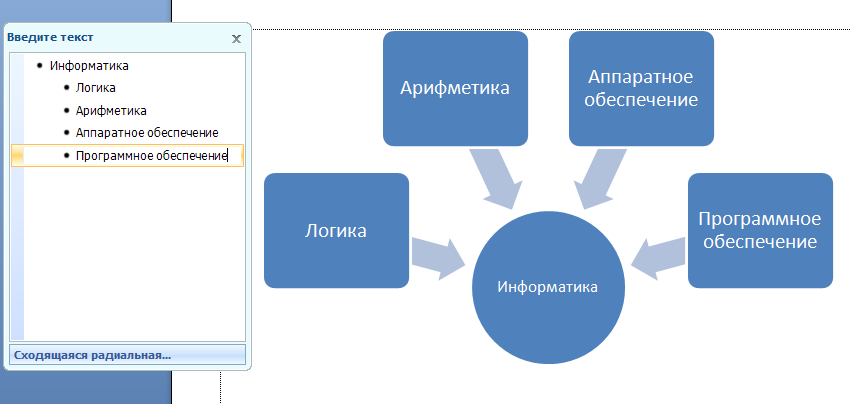 Введите текст
Информатика
Логика
Арифметика
Аппаратное обеспечение
Программное обеспечение
Сходящаяся радиальная...
Арифметика
Аппаратное
обеспечение
Логика
Программное
обеспечение
Информатика